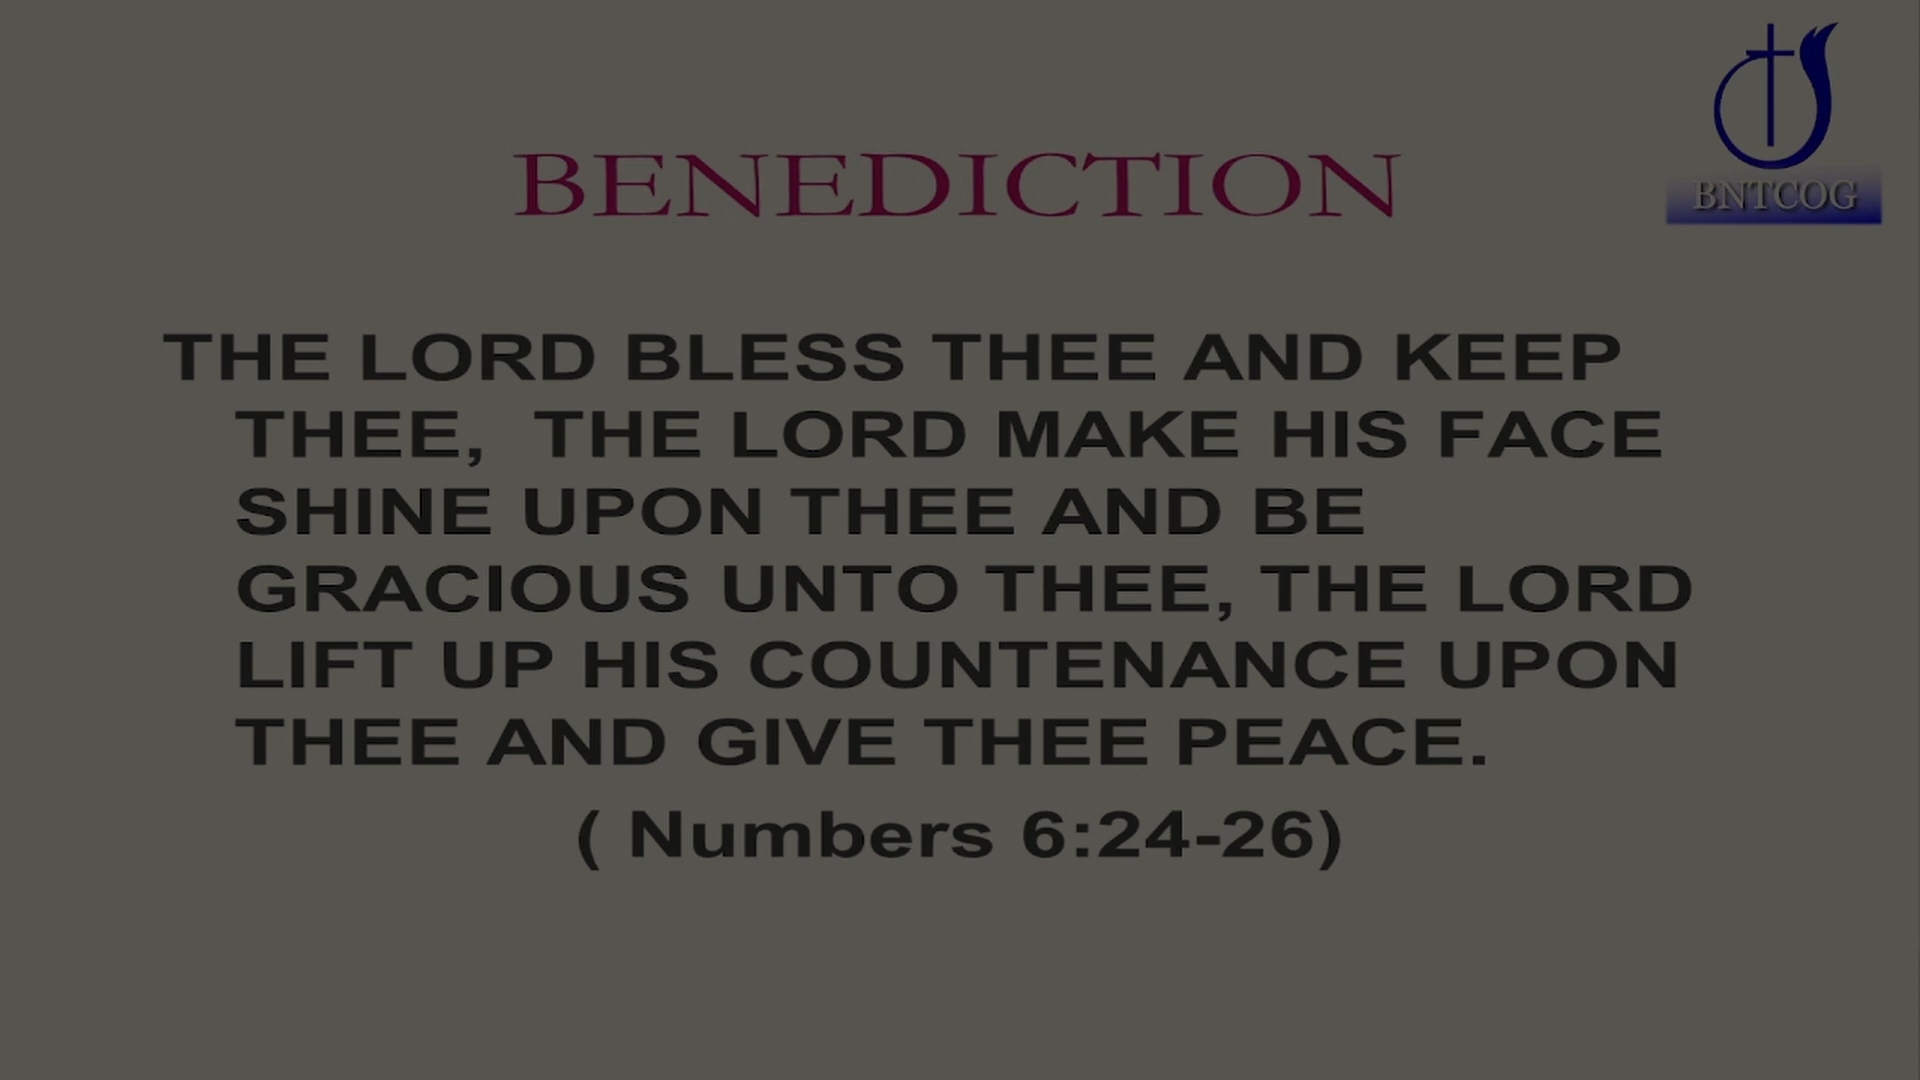 BENEDICTION
BNTCOG
THE LORD BLESS THEE AND KEEP
THEE,  THE LORD MAKE HIS FACE
SHINE UPON THEE AND BE
GRACIOUS UNTO THEE, THE LORD
LIFT UP HIS COUNTENANCE UPON
THEE AND GIVE THEE PEACE.
( Numbers 6:24-26)